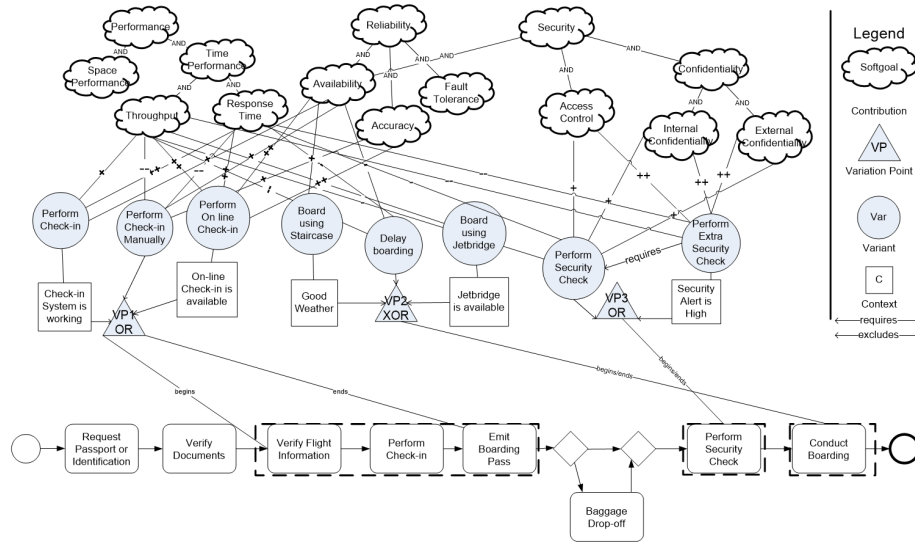 Performance
AND
AND
Space
Performance
Time
Performance
AND
AND
Throughput
Response
Time
Reliability
AND
AND
AND
Availability
Accuracy
Fault
Tolerance
Security
AND
AND
AND
Access
Control
Confidentiality
AND
AND
Internal
Confidentiality
External
Confidentiality
+
++
++
++
+
+
Perform
Check-in
Perform
Check-in
Manually
Perform
On line
Check-in
Board
using
Staircase
Delay
boarding
Board
using
Jetbridge
Perform
Security
Check
Perform
Extra
Security
Check
requires
Check-in
System is
working
On-line
Check-in is
available
Good
Weather
Jetbridge
is available
Security
Alert is
High
VP1
OR
VP2
XOR
VP3
OR
begins
ends
begins/ends
begins/ends
Request
Passport or
Identification
Verify
Documents
Verify Flight
Information
Perform
Check-in
Emit
Boarding
Pass
Baggage
Drop-off
Perform
Security
Check
Conduct
Boarding
Legend
Softgoal
Contribution
VP
Variation Point
Var
Variant
C
Context
requires
excludes